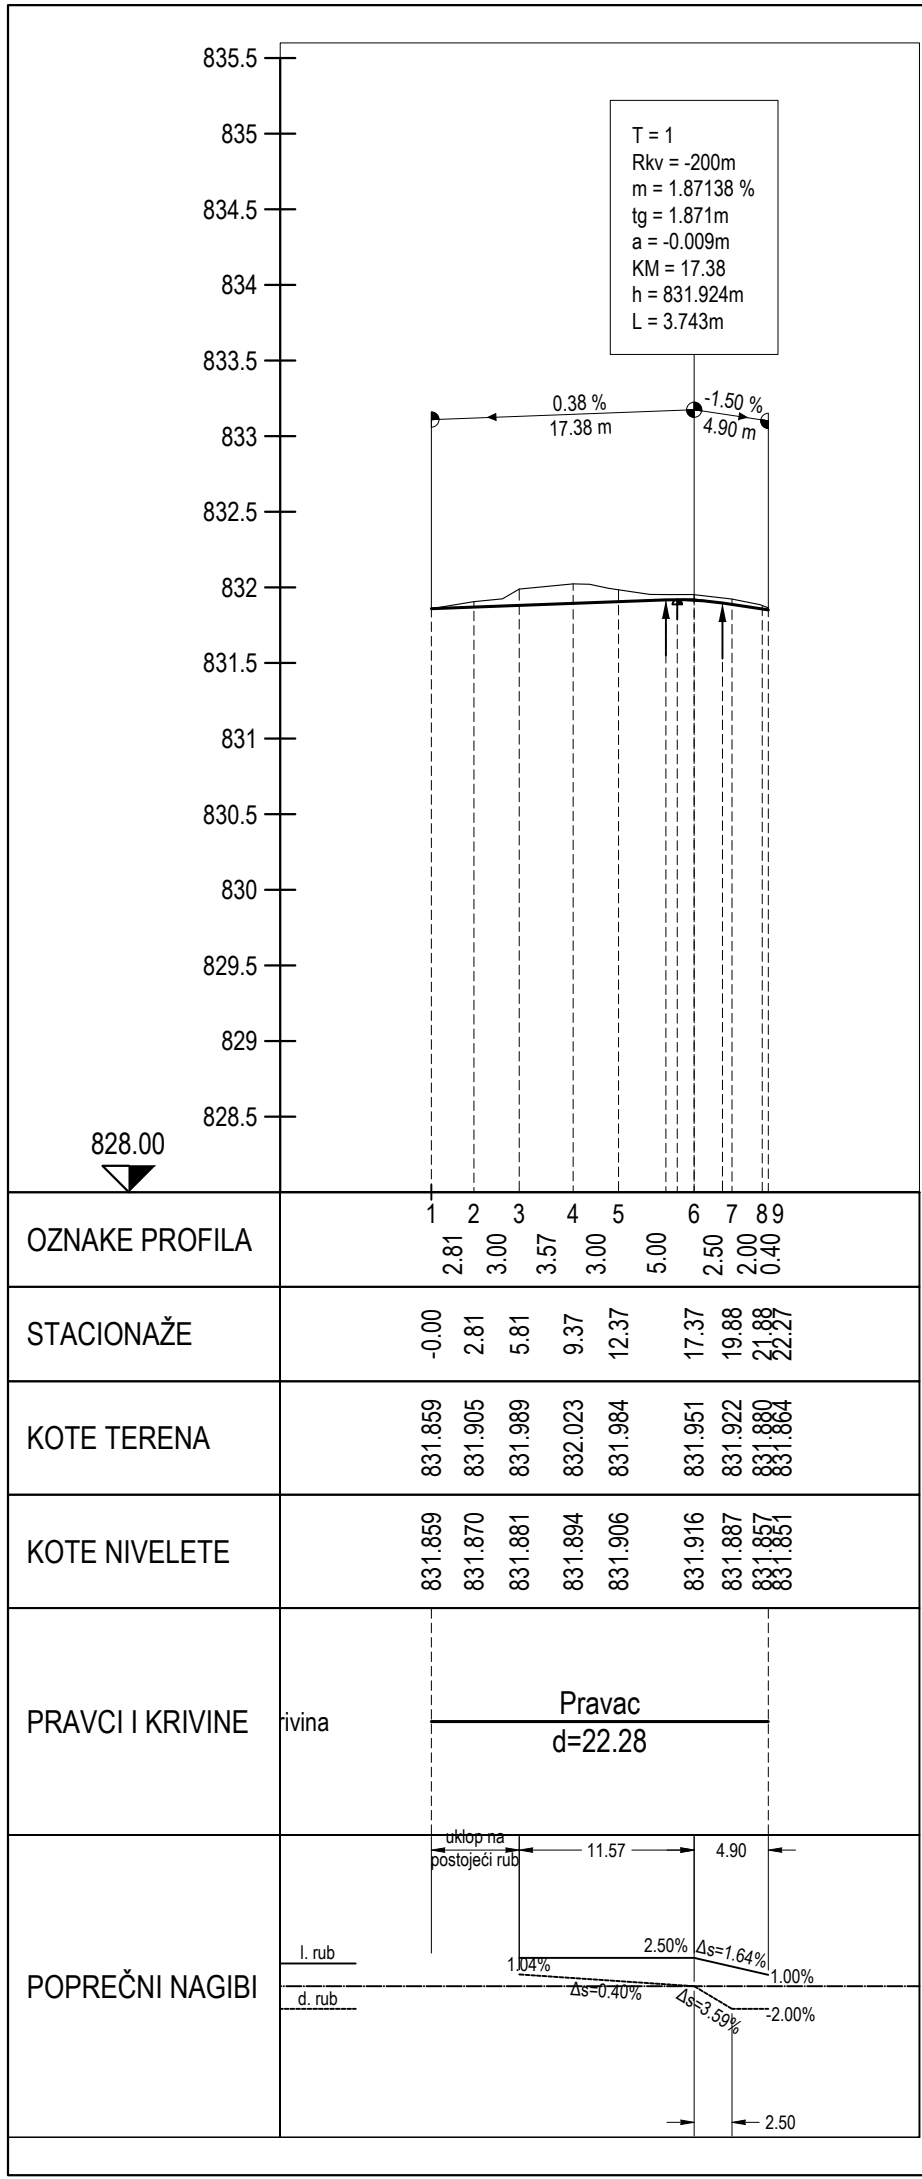 835.5
835
834.5
834
833.5
833
832.5
832
831.5
831
830.5
830
829.5
829
828.5
828.00
T = 1
Rkv = -200m
m = 1.87138 %
tg = 1.871m
a = -0.009m
KM = 17.38
h = 831.924m
L = 3.743m
0.38 %
17.38 m
-1.50 %
4.90 m
OZNAKE PROFILA
1 2 3 4 5 6 7 8 9
2.81 3.00 3.57 3.00 5.00 2.50 2.00 0.40
STACIONAŽE
-0.00 2.81 5.81 9.37 12.37 17.37 19.88 21.88 22.27
KOTE TERENA
831.859 831.905 831.989 832.023 831.984 831.951 831.922 831.880 831.864
KOTE NIVELETE
831.859 831.870 831.881 831.894 831.906 831.916 831.887 831.857 831.851
PRAVCI I KRIVINE
rivina
Pravac
d=22.28
POPREČNI NAGIBI
uklop na
postojeći rub
11.57
4.90
l. rub
d. rub
1.04%
2.50%
Δs=1.64%
1.00%
Δs=0.40%
Δs=3.59%
-2.00%
2.50